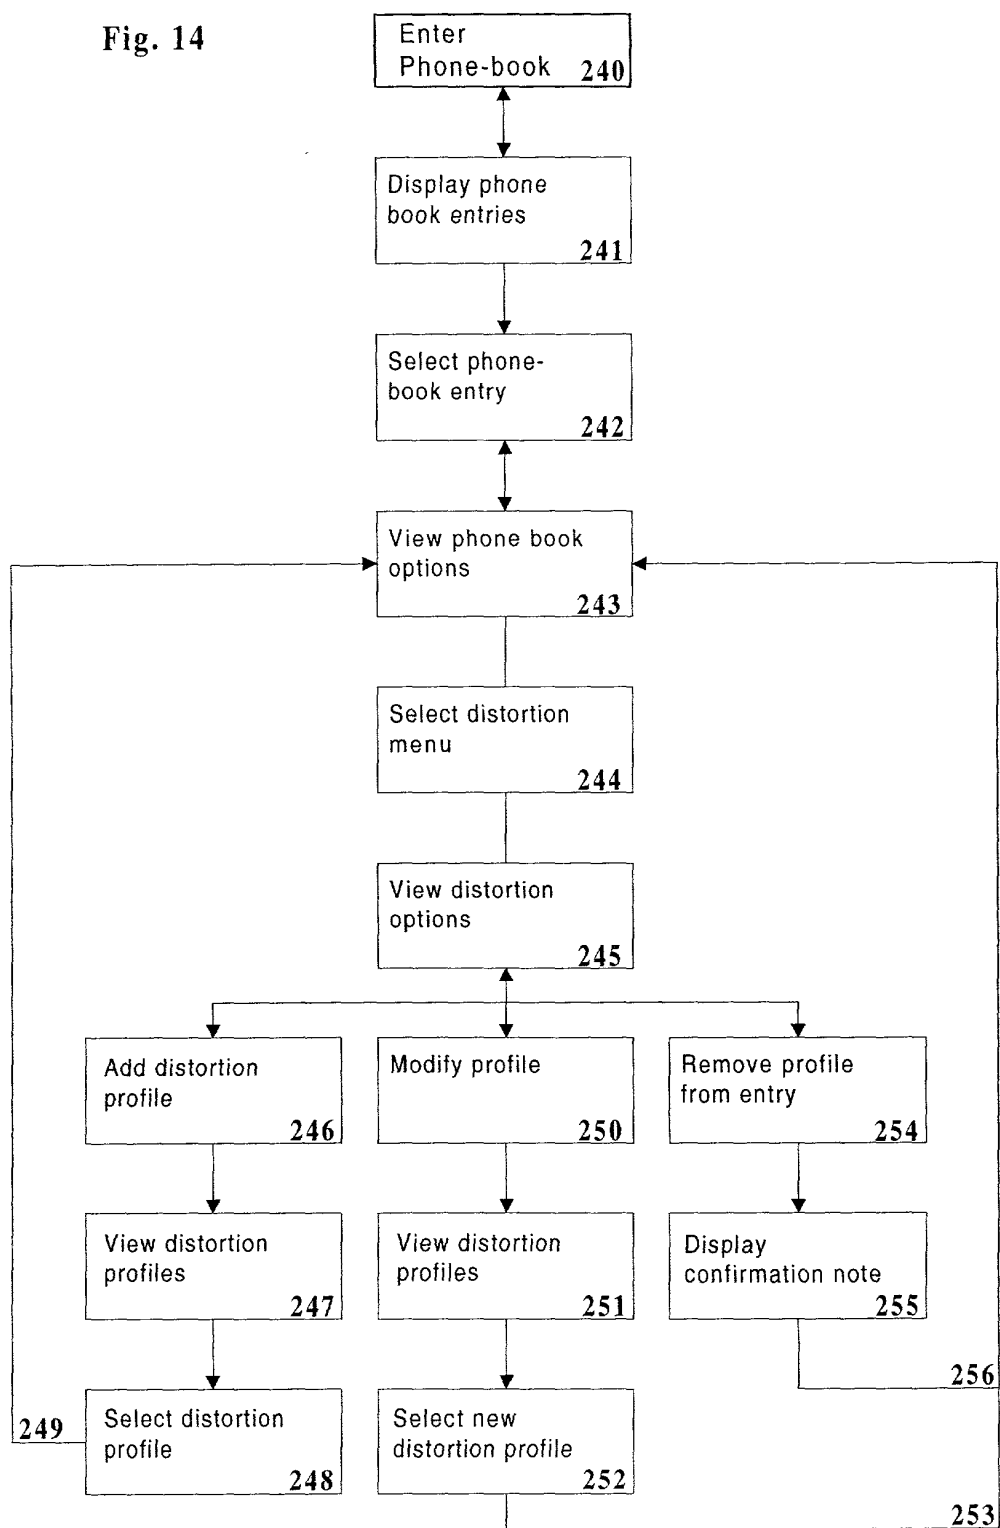 Fig. 14
Enter
Phone-book 240
Display phone
book entries
241
Select phone-
book entry
242
View phone book
options
243
Select distortion
menu
244
View distortion
options
245
Add distortion
profile
246
Modify profile
250
Remove profile
from entry
254
View distortion
profiles
247
View distortion
profiles
251
Display
confirmation note
255
256
249
Select distortion
profile
248
Select new
distortion profile
252
253